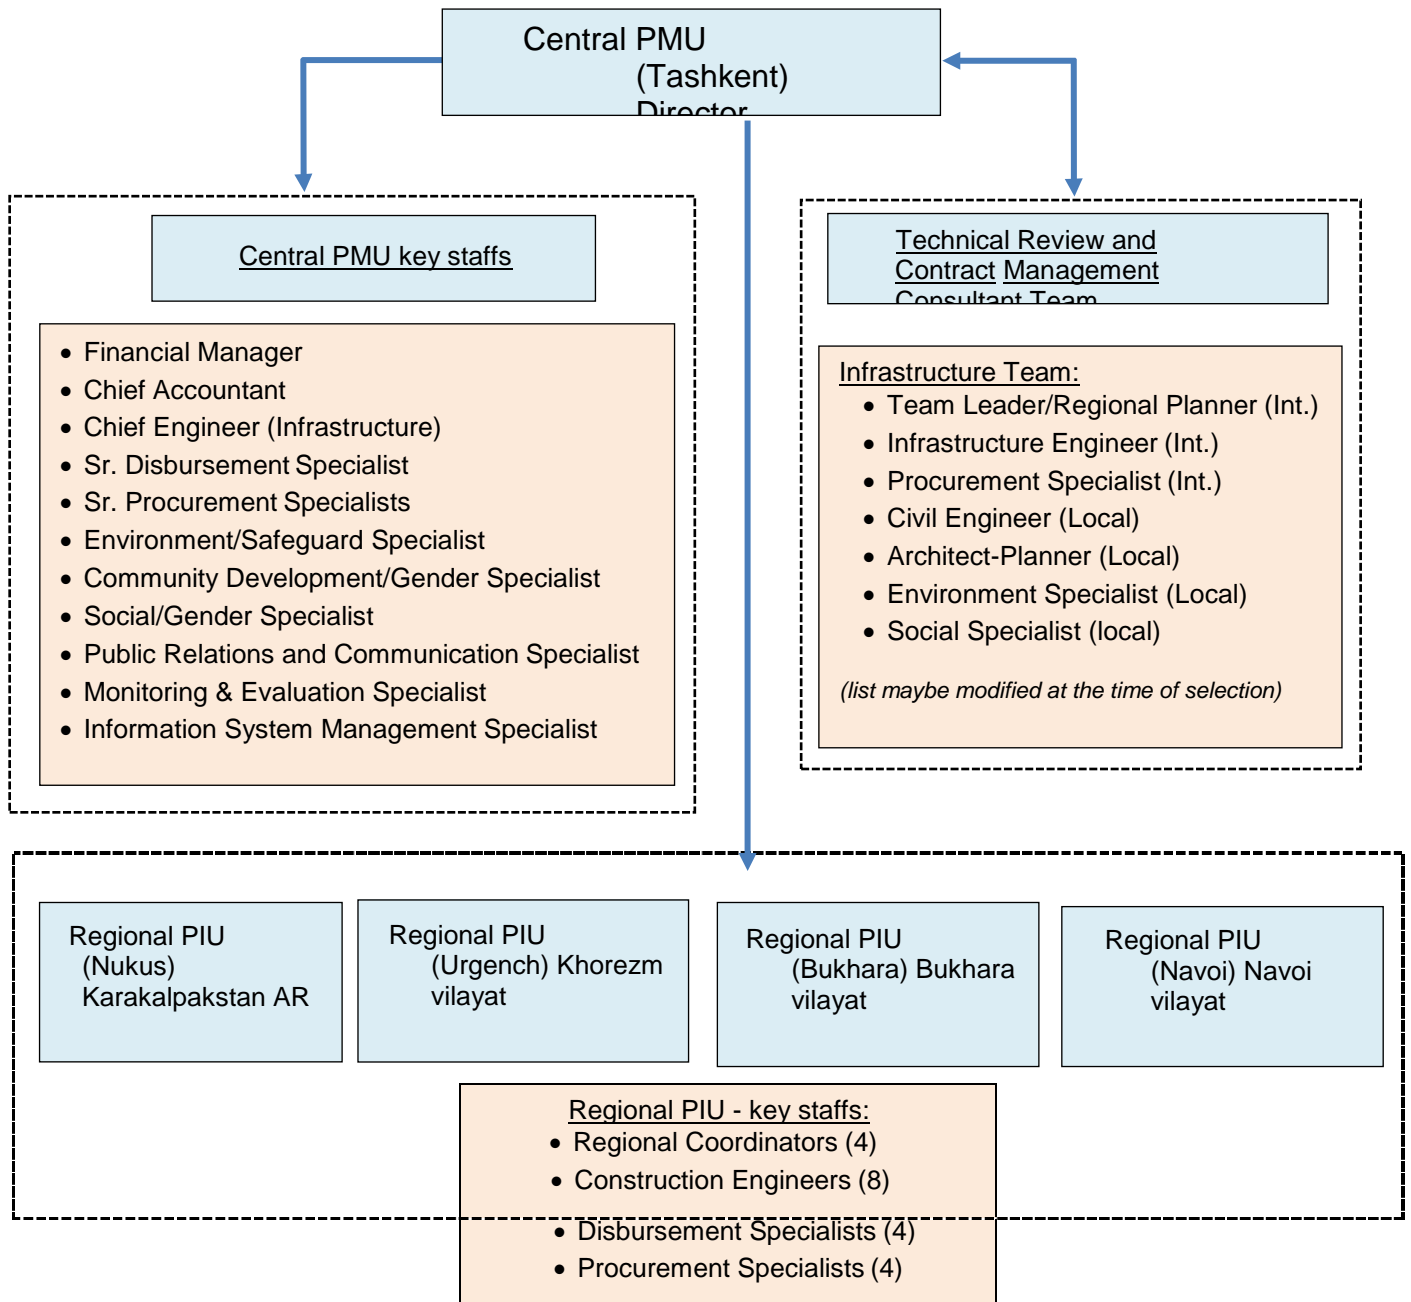 Central PMU
(Tashkent)
Director
Central PMU key staffs
• Financial Manager
• Chief Accountant
• Chief Engineer (Infrastructure)
• Sr. Disbursement Specialist
• Sr. Procurement Specialists
• Environment/Safeguard Specialist
• Community Development/Gender Specialist
• Social/Gender Specialist
• Public Relations and Communication Specialist
• Monitoring & Evaluation Specialist
• Information System Management Specialist
Technical Review and
Contract Management
Consultant Team
Infrastructure Team:
• Team Leader/Regional Planner (Int.)
• Infrastructure Engineer (Int.)
• Procurement Specialist (Int.)
• Civil Engineer (Local)
• Architect-Planner (Local)
• Environment Specialist (Local)
• Social Specialist (local)
(list maybe modified at the time of selection)
Regional PIU
(Nukus)
Karakalpakstan AR
Regional PIU
(Urgench) Khorezm
vilayat
Regional PIU
(Bukhara) Bukhara
vilayat
Regional PIU
(Navoi) Navoi
vilayat
Regional PIU - key staffs:
• Regional Coordinators (4)
• Construction Engineers (8)
• Disbursement Specialists (4)
• Procurement Specialists (4)